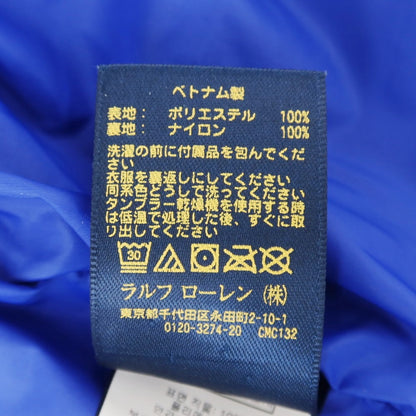 ベトナム製
表地: ポリエステル 100%
裏地: ナイロン 100%
洗濯の前に付属品を包んでくだ
さい
衣服を裏返しにしてください
同系色どうしで洗ってください
タンブラー乾燥機を使用する時
は低温で処理した後、すぐに取
り出してください
30
ラルフ ローレン (株)
東京都千代田区永田町2-10-1
0120-3274-20 CMC132